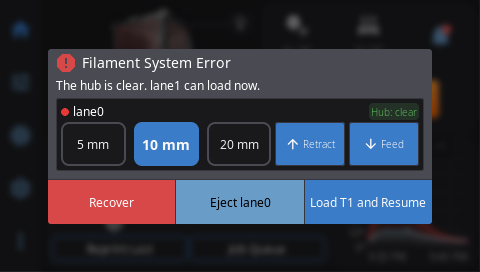 Filament System Error
The hub is clear. lane1 can load now.
lane0 Hub: clear
5 mm 10 mm 20 mm Retract Feed
Recover Eject lane0 Load T1 and Resume